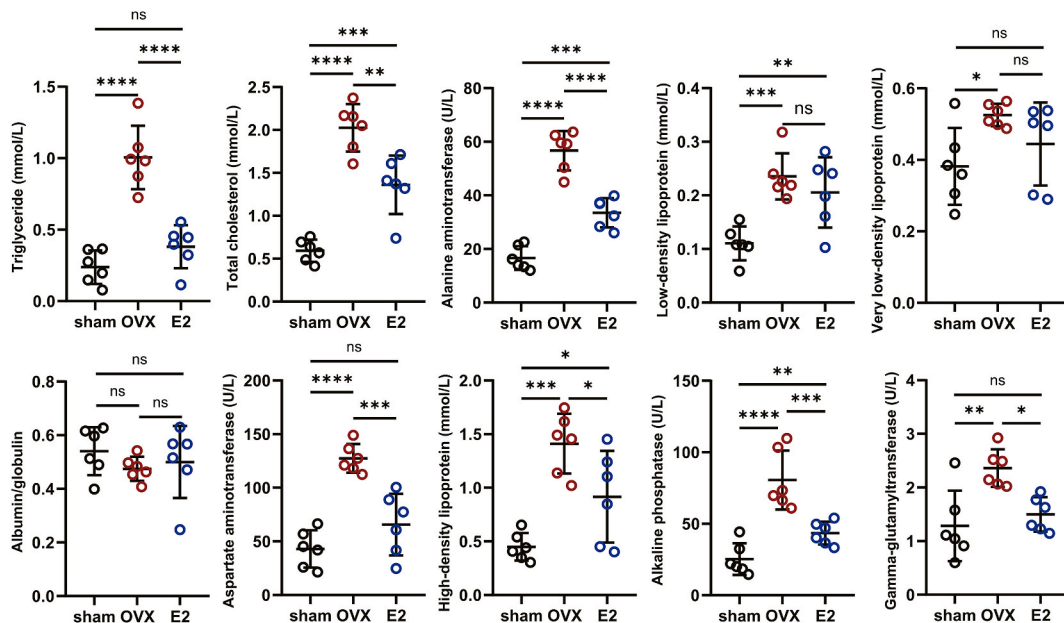 ns
****
****
Triglyceride (mmol/L)
1.5
1.0
0.5
0.0
sham OVX E2
***
****
**
Total cholesterol (mmol/L)
2.5
2.0
1.5
1.0
0.5
0.0
sham OVX E2
***
****
****
Alanine aminotransferase (U/L)
80
60
40
20
0
sham OVX E2
**
***
ns
Low-density lipoprotein (mmol/L)
0.4
0.3
0.2
0.1
0.0
sham OVX E2
ns
ns
*
Very low-density lipoprotein (mmol/L)
0.6
0.4
0.2
0.0
sham OVX E2
ns
ns
ns
Albumin/globulin
0.8
0.6
0.4
0.2
0.0
sham OVX E2
ns
****
***
Aspartate aminotransferase (U/L)
200
150
100
50
0
sham OVX E2
*
***
*
High-density lipoprotein (mmol/L)
2.0
1.5
1.0
0.5
0.0
sham OVX E2
**
***
****
Alkaline phosphatase (U/L)
150
100
50
0
sham OVX E2
ns
**
*
Gamma-glutamyltransferase (U/L)
4
3
2
1
0
sham OVX E2